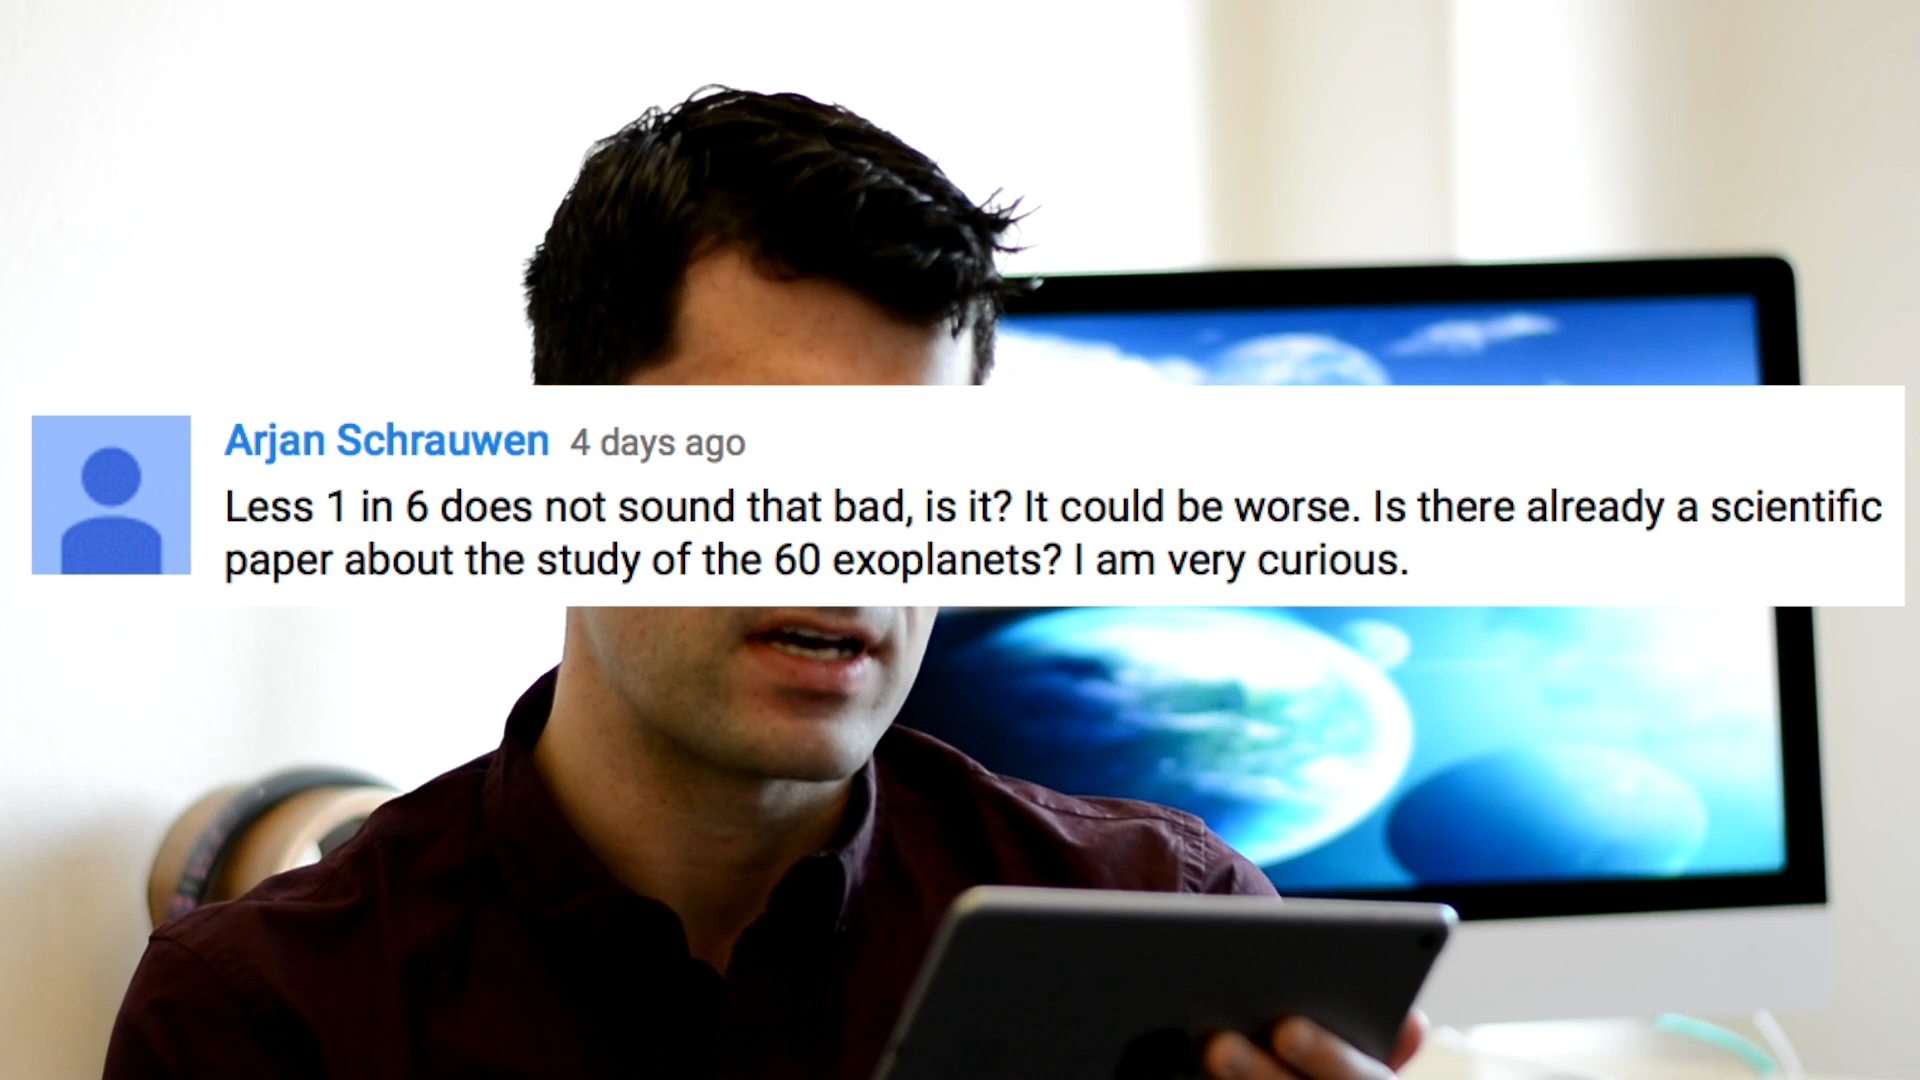 Arjan Schrauwen 4 days ago
Less 1 in 6 does not sound that bad, is it? It could be worse. Is there already a scientific
paper about the study of the 60 exoplanets? I am very curious.